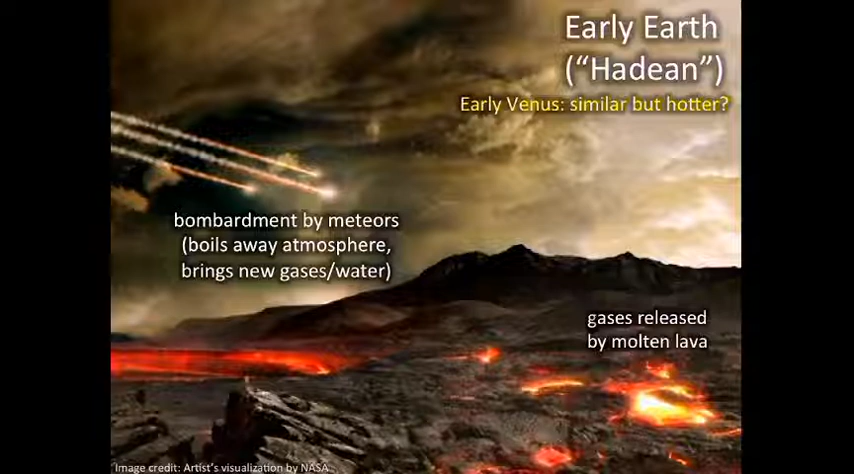 Early Earth
(“Hadean”)
Early Venus: similar but hotter?
bombardment by meteors
(boils away atmosphere,
brings new gases/water)
gases released
by molten lava
Image credit: Artist's visualization by NASA